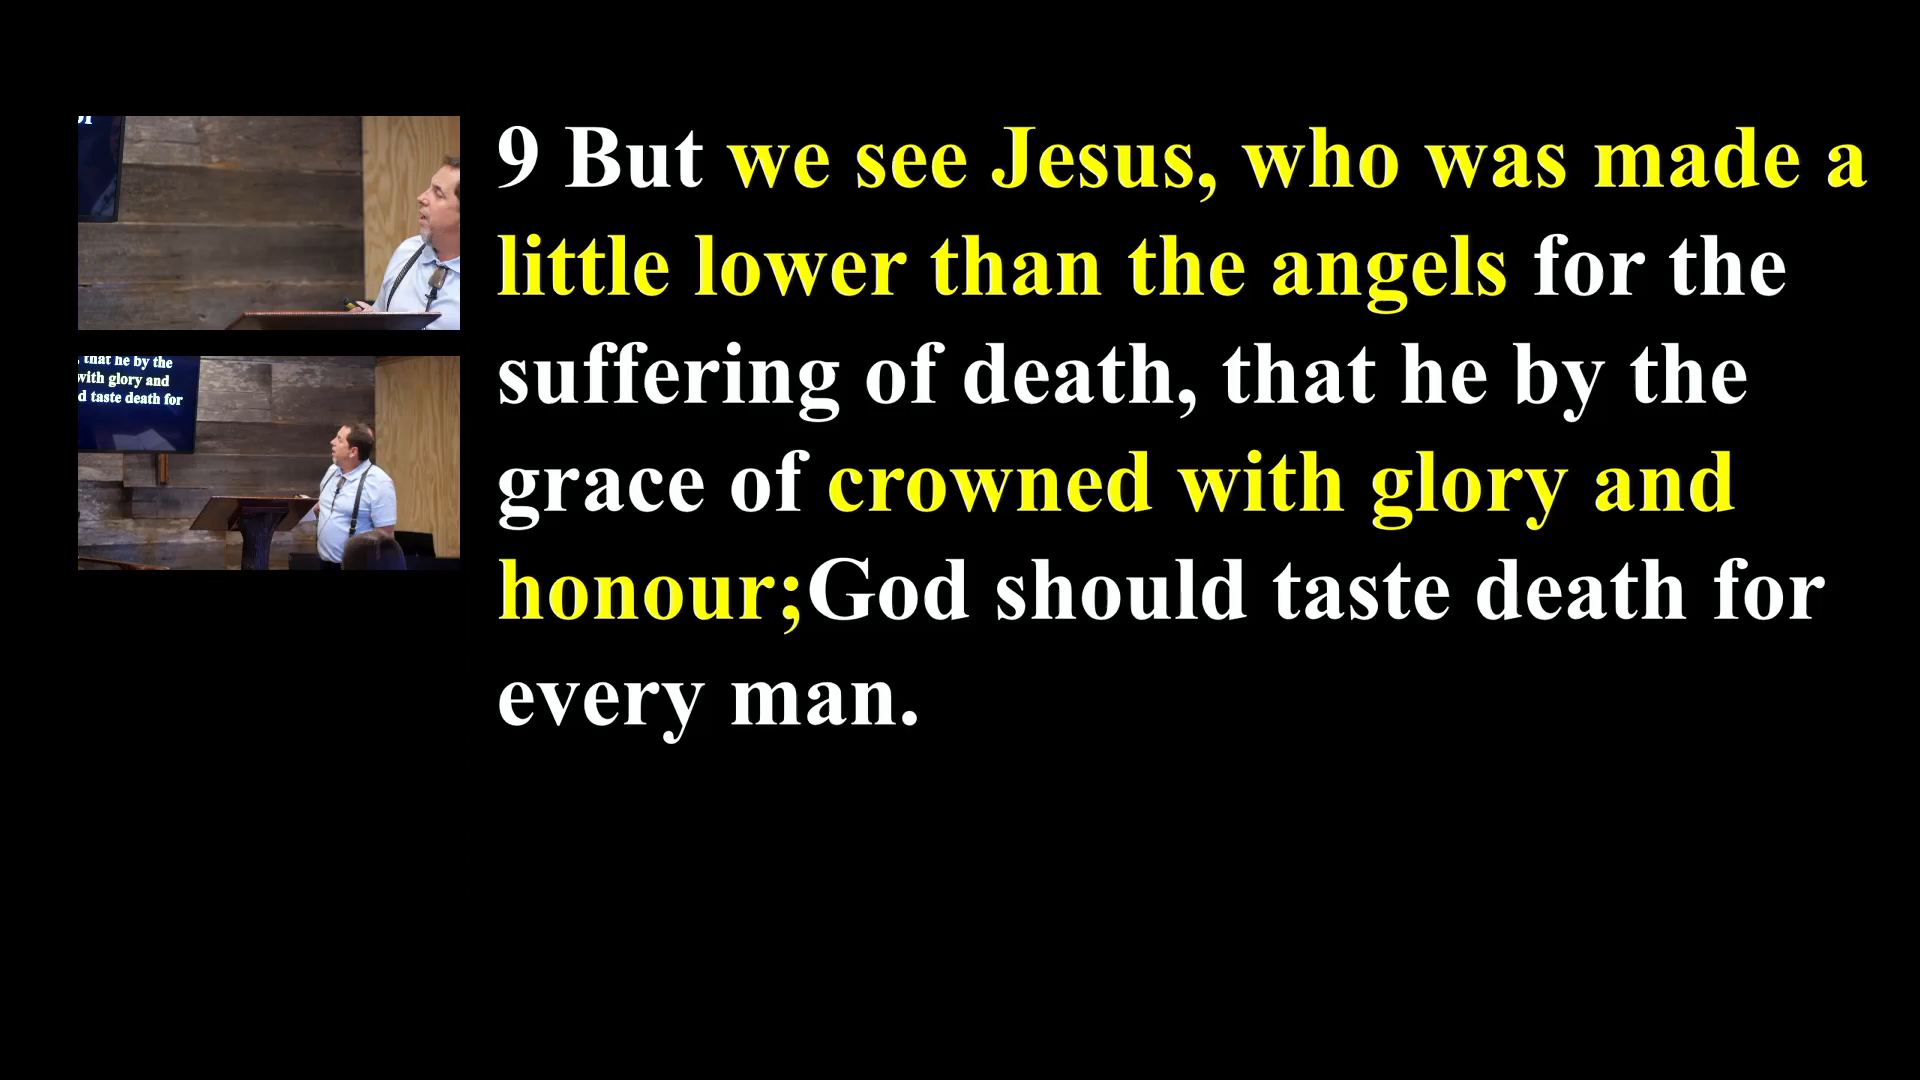 or
that he by the
with glory and
d taste death for
9 But we see Jesus, who was made a
little lower than the angels for the
suffering of death, that he by the
grace of crowned with glory and
honour;God should taste death for
every man.